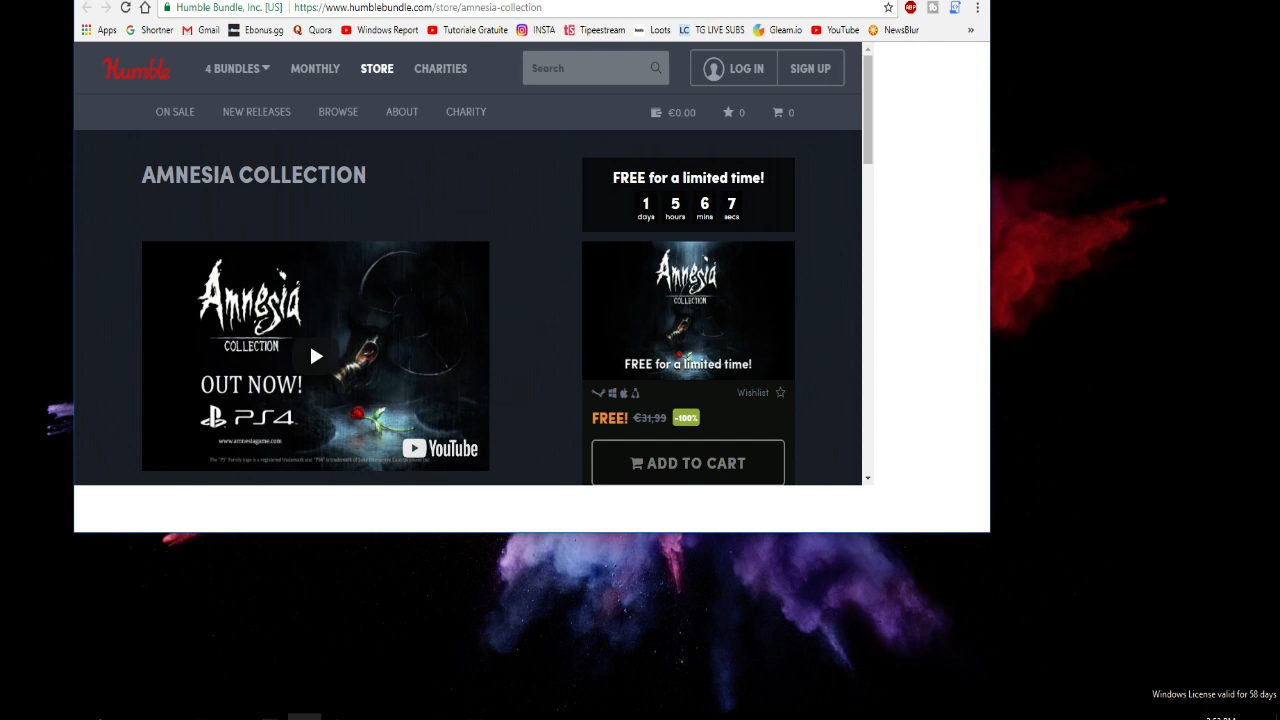 Humble Bundle, Inc. [US] https://www.humblebundle.com/store/amnesia-collection
Apps Shortner Gmail Ebonus.gg Quora Windows Report Tutoriale Gratuite INSTA Tipeestream Loots TG LIVE SUBS Gleam.io YouTube NewsBlur »
Humble 4 BUNDLES MONTHLY STORE CHARITIES Search LOG IN SIGN UP
ON SALE NEW RELEASES BROWSE ABOUT CHARITY €0.00 0 0
AMNESIA COLLECTION
FREE for a limited time!
1 5 6 7
days hours mins secs
Amnesia
COLLECTION
OUT NOW!
PS4
www.amnesiagame.com
YouTube
Amnesia
COLLECTION
FREE for a limited time!
Wishlist
FREE! €31,99 -100%
ADD TO CART
Windows License valid for 58 days